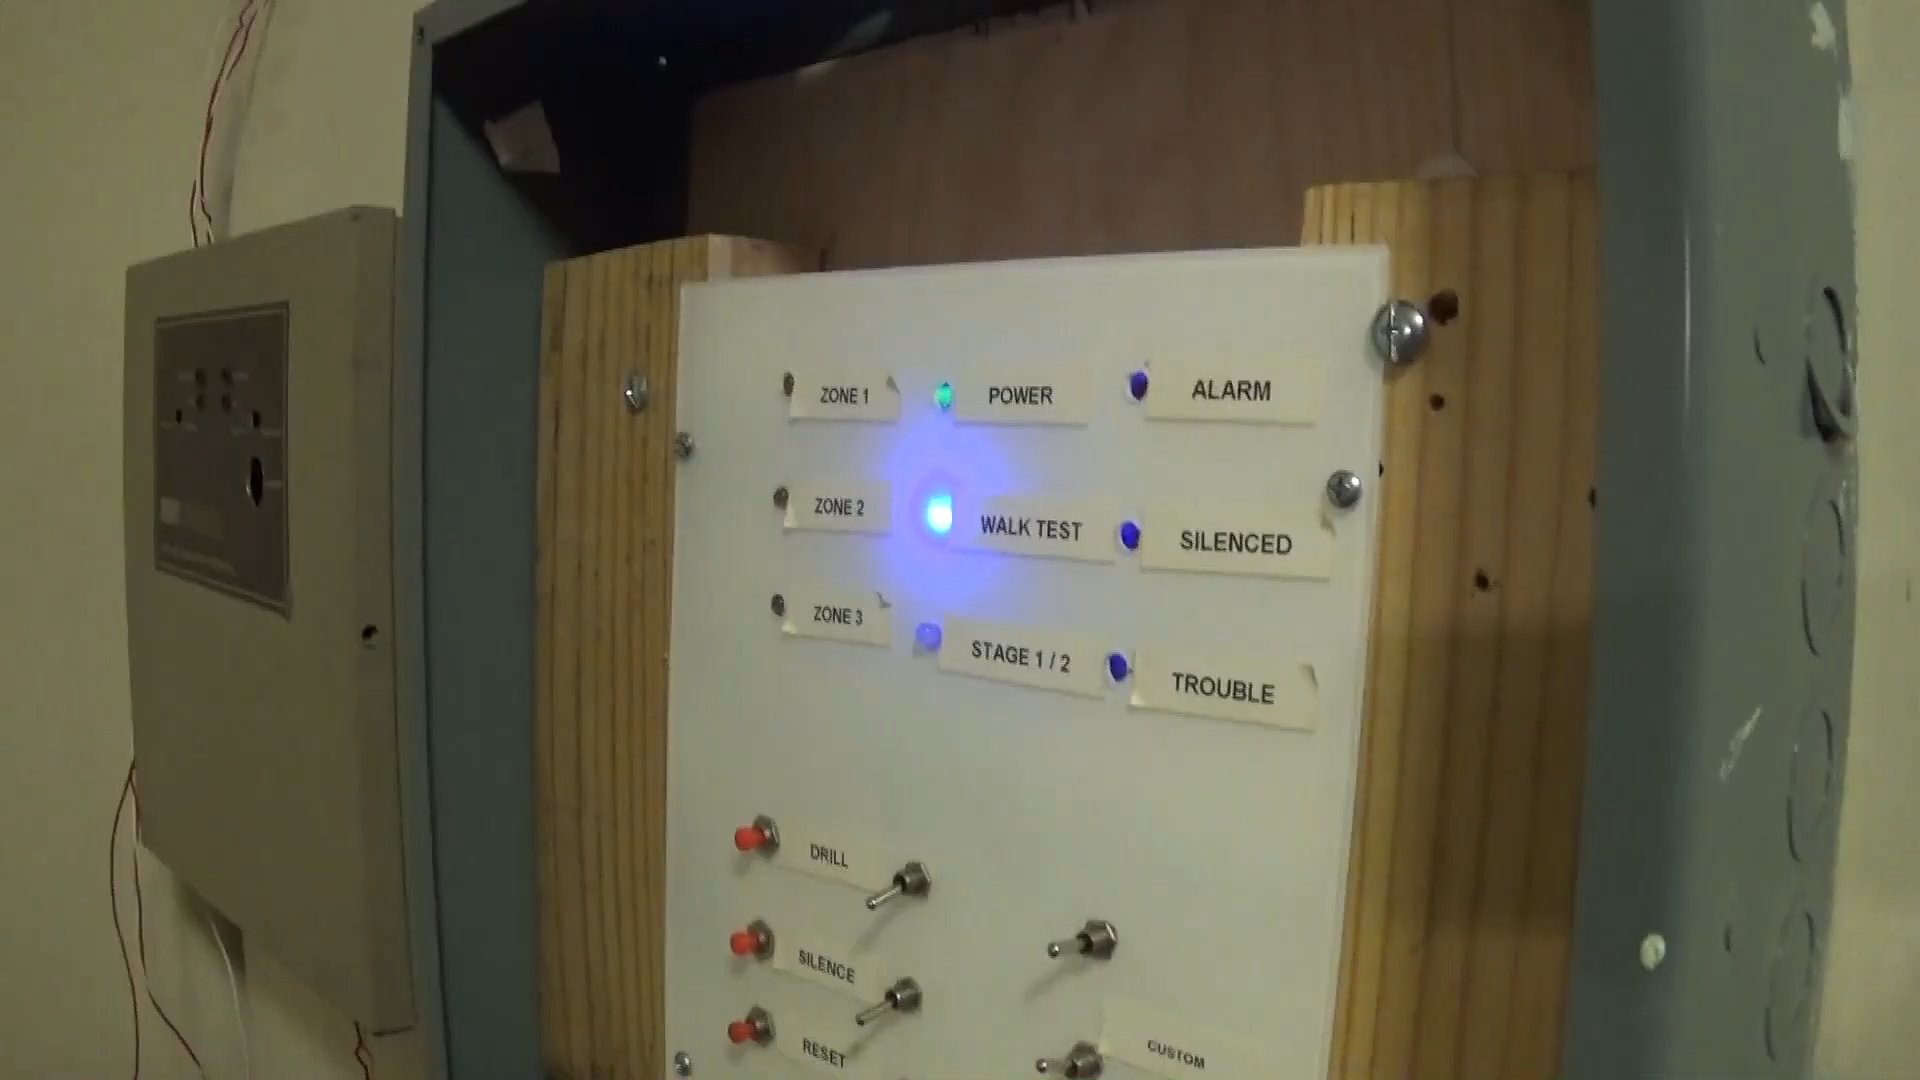 ZONE 1
POWER
ALARM
ZONE 2
WALK TEST
SILENCED
ZONE 3
STAGE 1 / 2
TROUBLE
DRILL
SILENCE
RESET
CUSTOM